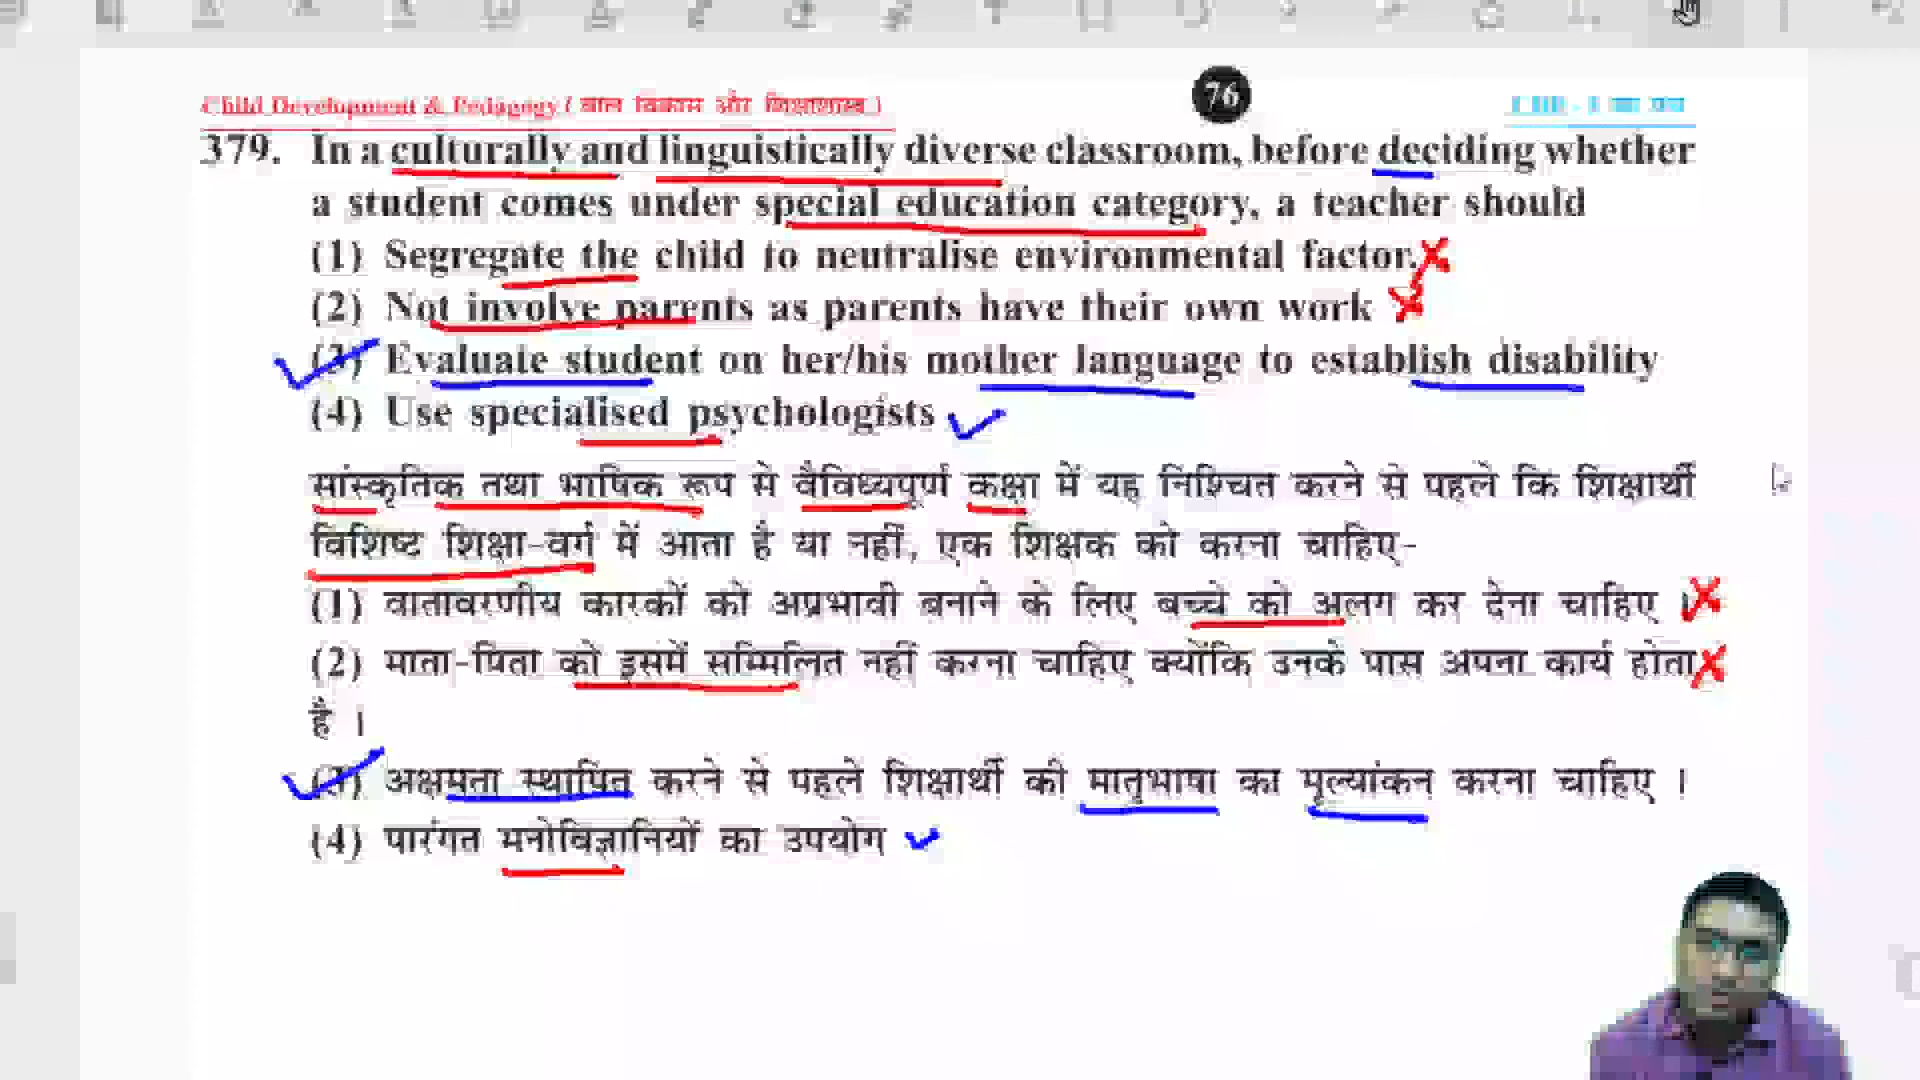 Child Development & Pedagogy ( बाल विकास और शिक्षाशास्त्र )
76
379. In a culturally and linguistically diverse classroom, before deciding whether
a student comes under special education category, a teacher should
(1) Segregate the child to neutralise environmental factor.
(2) Not involve parents as parents have their own work
(3) Evaluate student on her/his mother language to establish disability
(4) Use specialised psychologists
सांस्कृतिक तथा भाषिक रूप से वैविध्यपूर्ण कक्षा में यह निश्चित करने से पहले कि शिक्षार्थी
विशिष्ट शिक्षा-वर्ग में आता है या नहीं, एक शिक्षक को करना चाहिए-
(1) वातावरणीय कारकों को अप्रभावी बनाने के लिए बच्चे को अलग कर देना चाहिए ।
(2) माता-पिता को इसमें सम्मिलित नहीं करना चाहिए क्योंकि उनके पास अपना कार्य होता
है ।
(3) अक्षमता स्थापित करने से पहले शिक्षार्थी की मातृभाषा का मूल्यांकन करना चाहिए ।
(4) पारंगत मनोविज्ञानियों का उपयोग